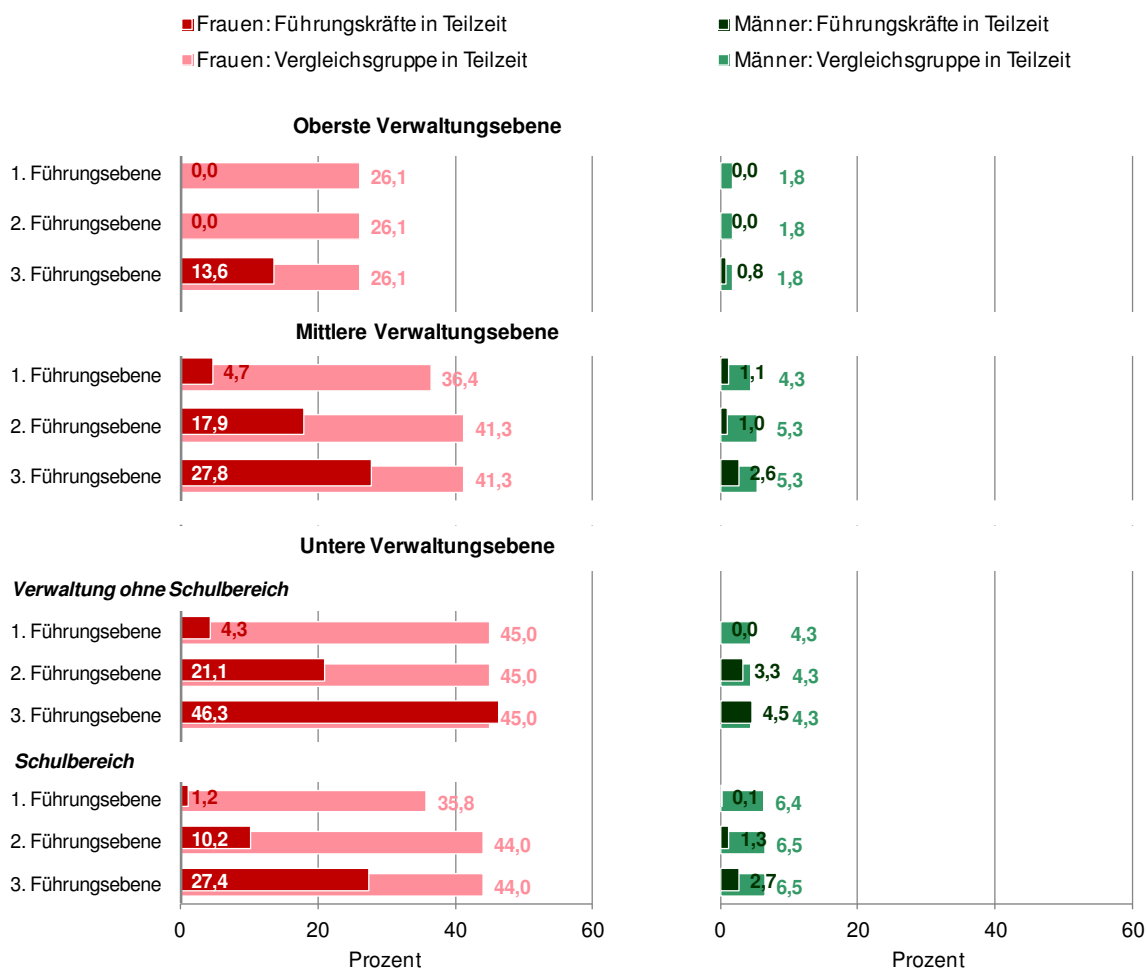 Frauen: Führungskräfte in Teilzeit Männer: Führungskräfte in Teilzeit
Frauen: Vergleichsgruppe in Teilzeit Männer: Vergleichsgruppe in Teilzeit
Oberste Verwaltungsebene
1. Führungsebene 0,0 26,1 0,0 1,8
2. Führungsebene 0,0 26,1 0,0 1,8
3. Führungsebene 13,6 26,1 0,8 1,8
Mittlere Verwaltungsebene
1. Führungsebene 4,7 36,4 1,1 4,3
2. Führungsebene 17,9 41,3 1,0 5,3
3. Führungsebene 27,8 41,3 2,6 5,3
Untere Verwaltungsebene
Verwaltung ohne Schulbereich
1. Führungsebene 4,3 45,0 0,0 4,3
2. Führungsebene 21,1 45,0 3,3 4,3
3. Führungsebene 46,3 45,0 4,5 4,3
Schulbereich
1. Führungsebene 1,2 35,8 0,1 6,4
2. Führungsebene 10,2 44,0 1,3 6,5
3. Führungsebene 27,4 44,0 2,7 6,5
0 20 40 60 0 20 40 60
Prozent Prozent